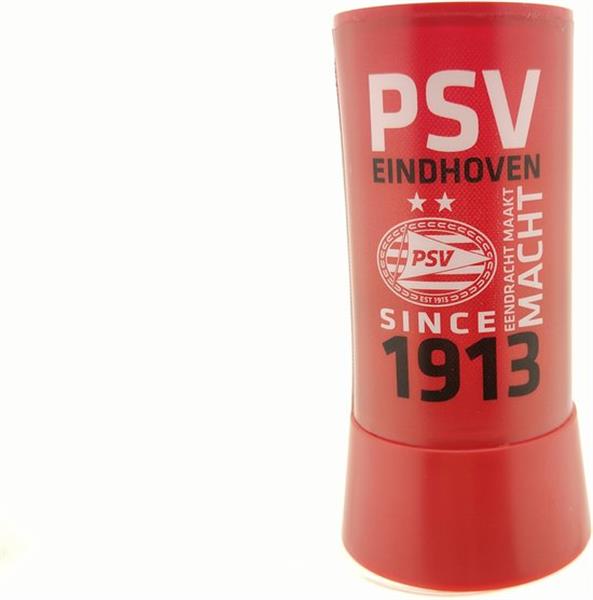 PSV
EINDHOVEN
PSV
EST 1913
SINCE
1913
EENDRACHT MAAKT
MACHT